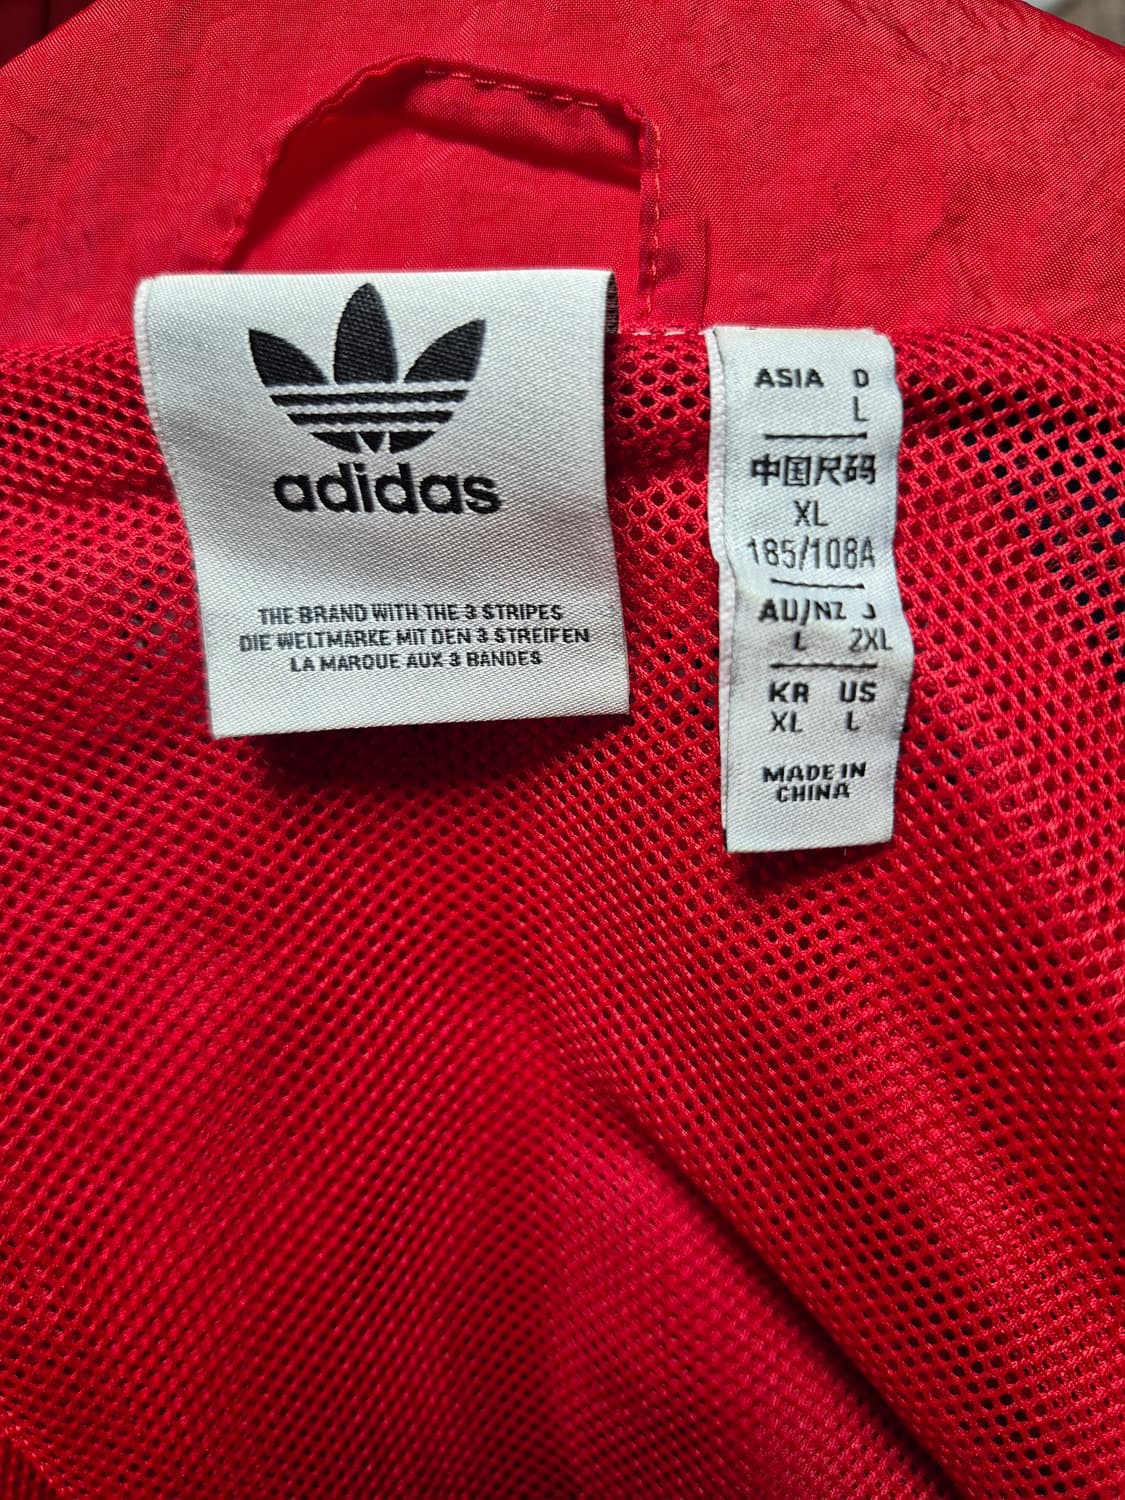 adidas
THE BRAND WITH THE 3 STRIPES
DIE WELTMARKE MIT DEN 3 STREIFEN
LA MARQUE AUX 3 BANDES
ASIA D
L
中国尺码
XL
185/108A
AU/NZ J
L 2XL
KR US
XL L
MADE IN
CHINA